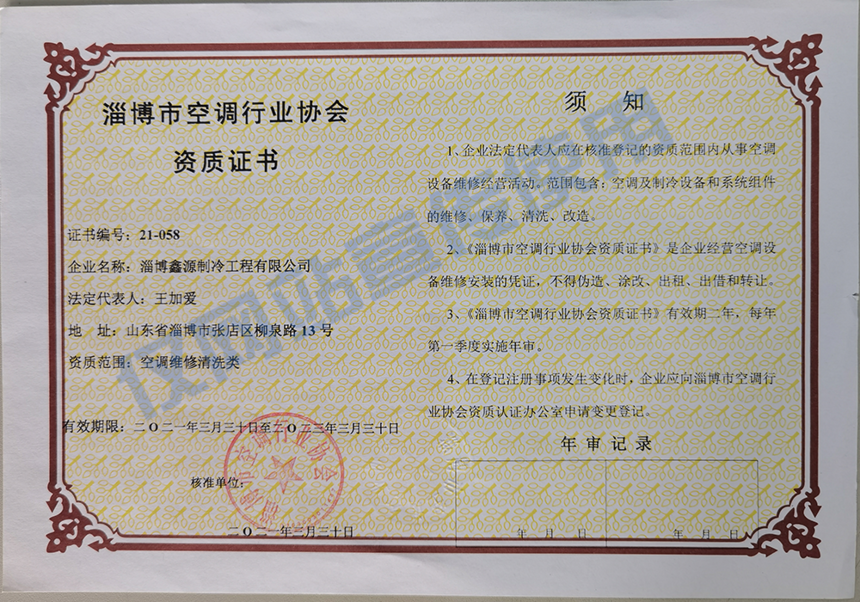 淄博市空调行业协会
资质证书
证书编号：21-058
企业名称：淄博鑫源制冷工程有限公司
法定代表人：王加爱
地 址：山东省淄博市张店区柳泉路13号
资质范围：空调维修清洗类
有效期限：二O二一年三月三十日至二O二三年三月三十日
核准单位：
淄博市空调行业协会
二O二一年三月三十日
须 知
1、企业法定代表人应在核准登记的资质范围内从事空调
设备维修经营活动。范围包含：空调及制冷设备和系统组件
的维修、保养、清洗、改造。
2、《淄博市空调行业协会资质证书》是企业经营空调设
备维修安装的凭证，不得伪造、涂改、出租、出借和转让。
3、《淄博市空调行业协会资质证书》有效期二年，每年
第一季度实施年审。
4、在登记注册事项发生变化时，企业应向淄博市空调行
业协会资质认证办公室申请变更登记。
年审记录
年 月 日
年 月 日
仅网站宣传使用